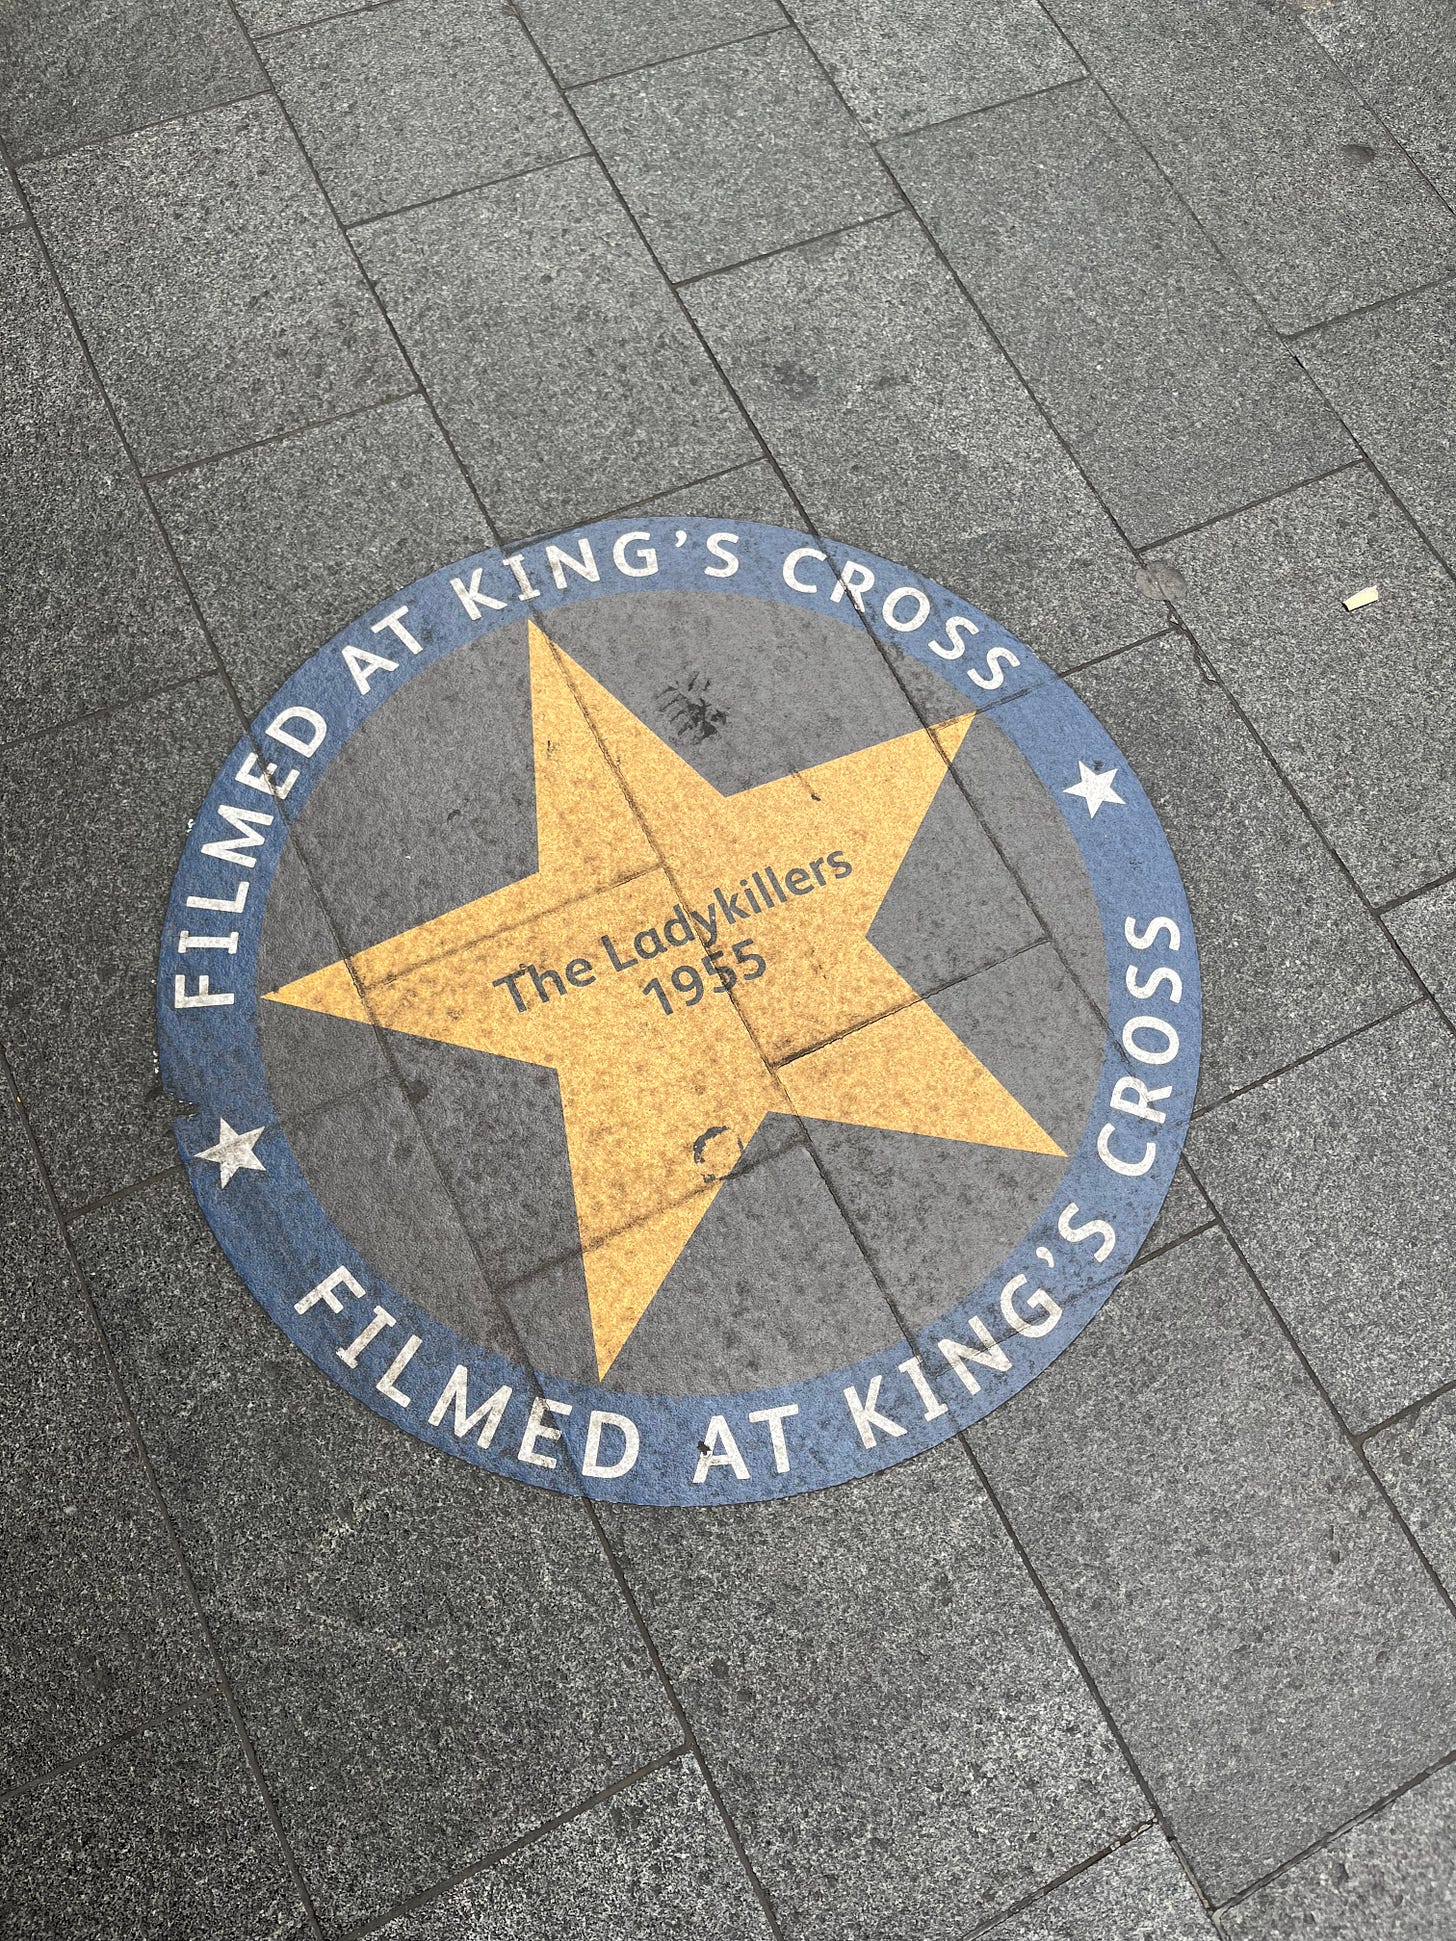 FILMED AT KING'S CROSS
The Ladykillers
1955
FILMED AT KING'S CROSS